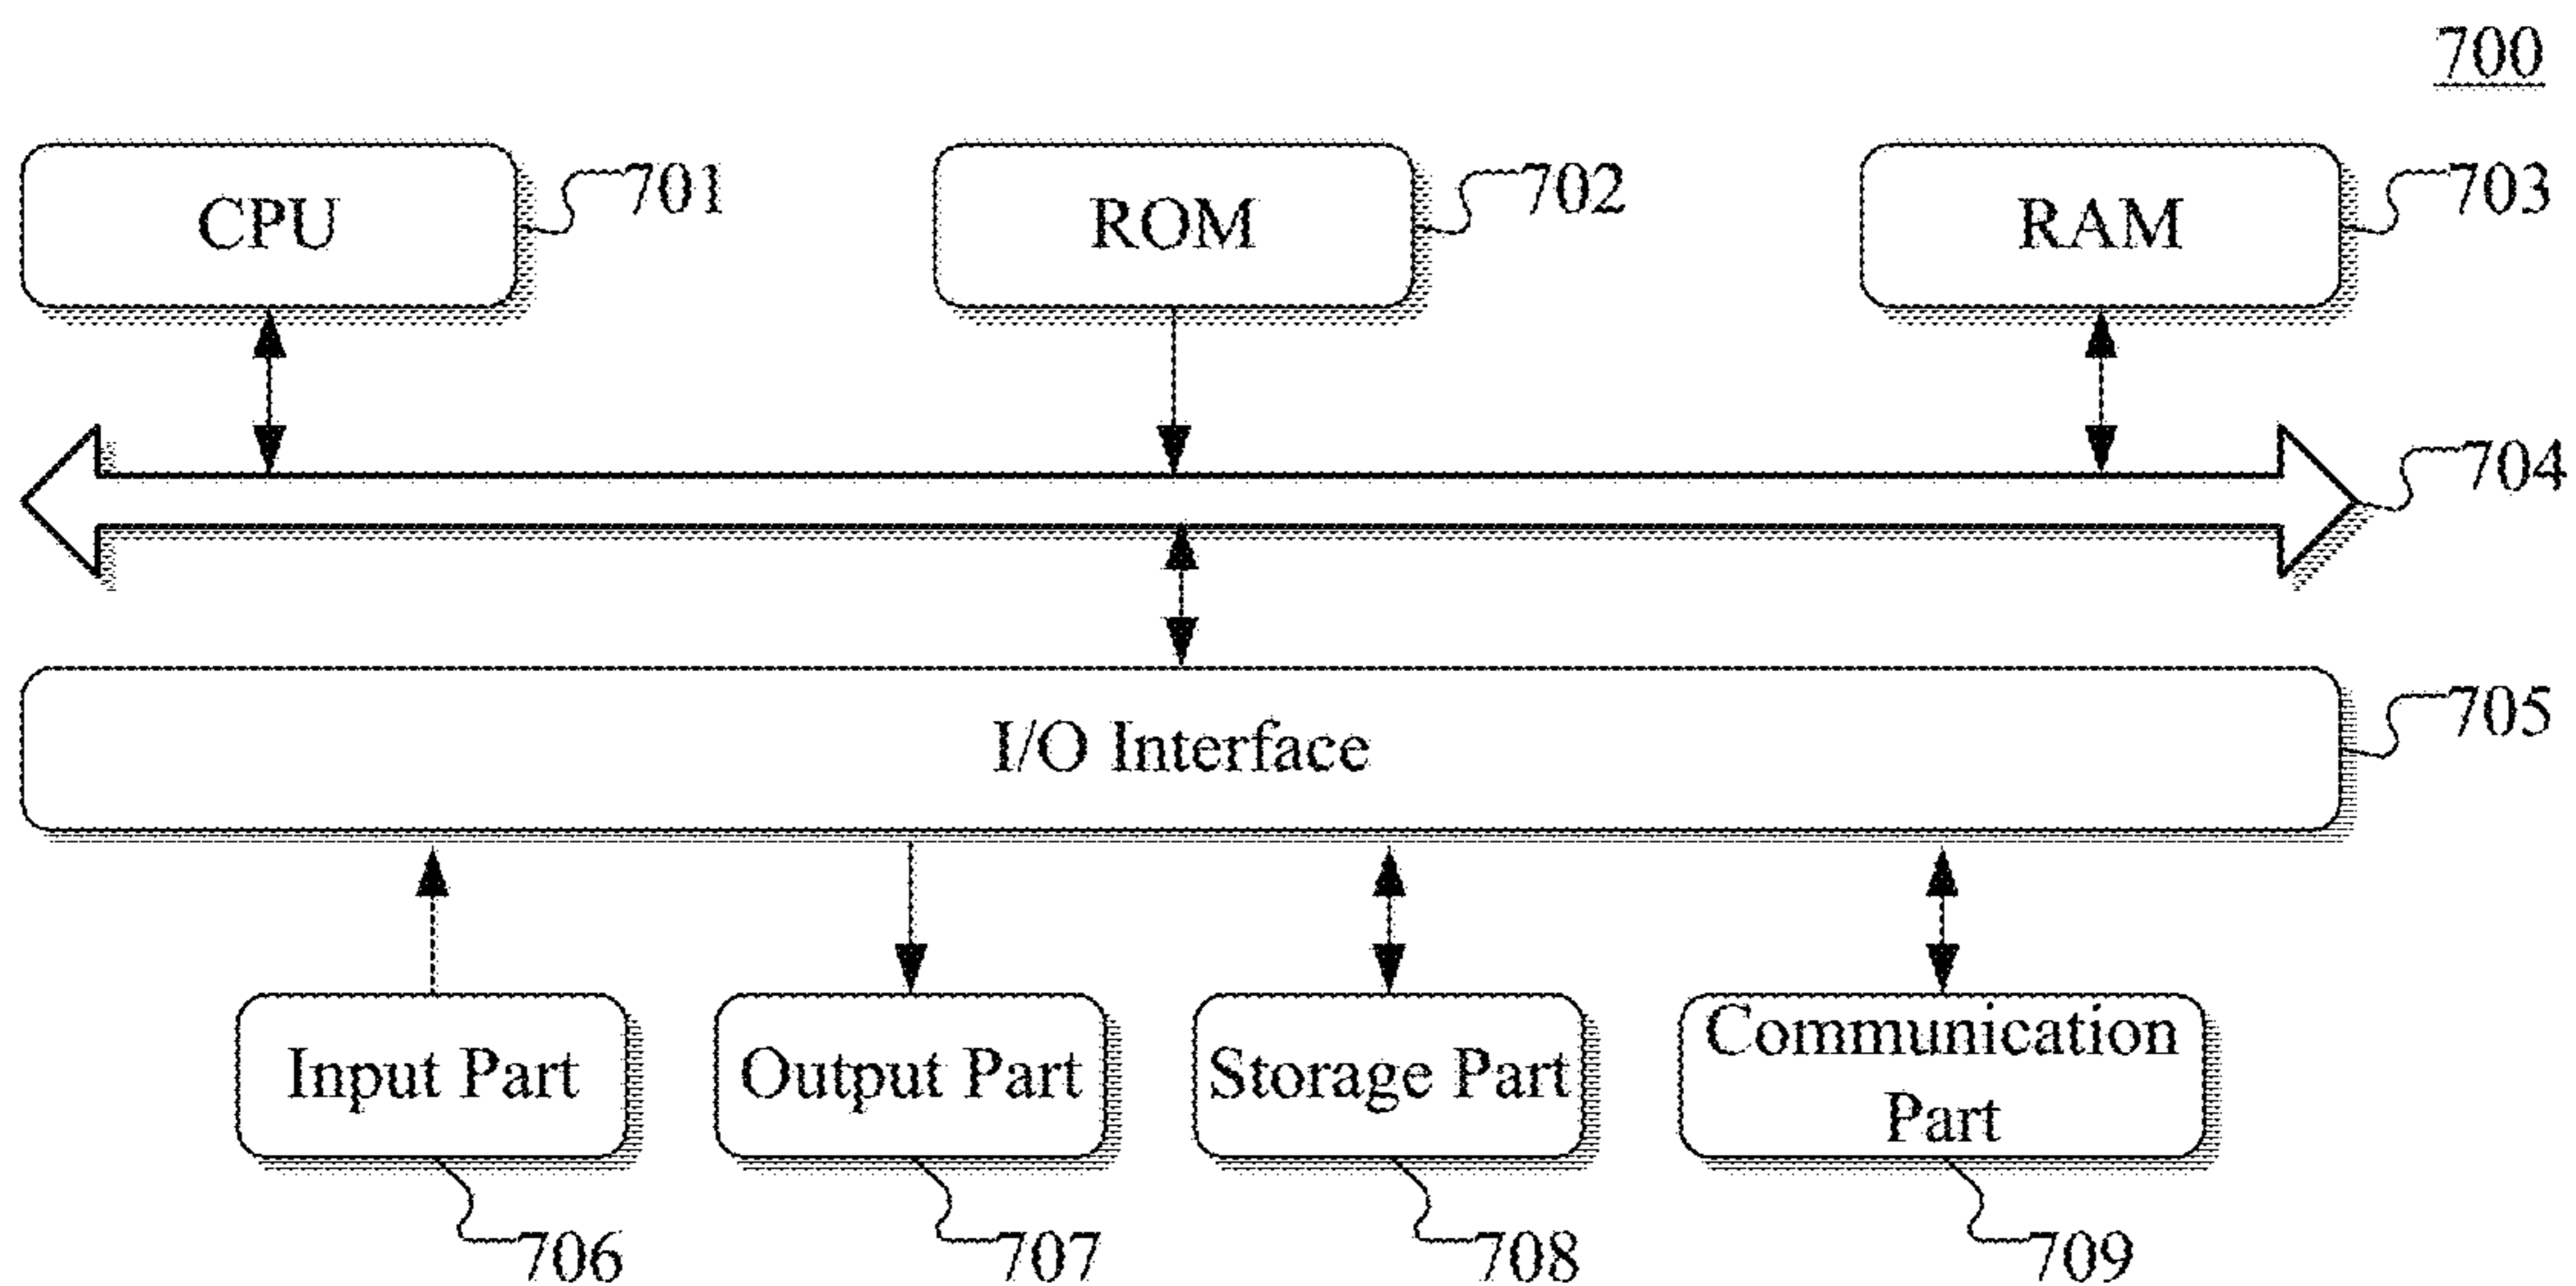 700
CPU
701
ROM
702
RAM
703
704
I/O Interface
705
Input Part
Output Part
Storage Part
Communication
Part
706
707
708
709